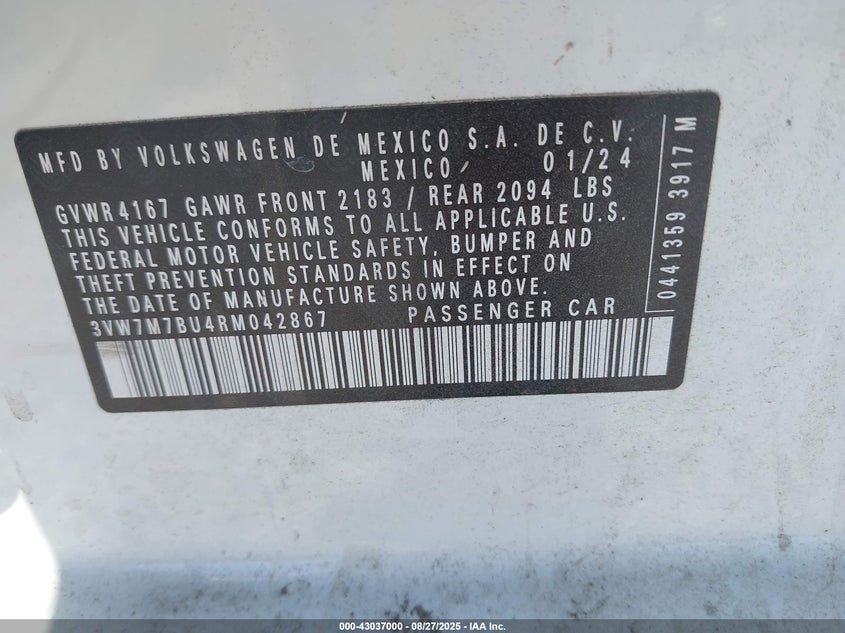 MFD BY VOLKSWAGEN DE MEXICO S.A. DE C.V.
MEXICO 01/24
GVWR4167 GAWR FRONT 2183 / REAR 2094 LBS
THIS VEHICLE CONFORMS TO ALL APPLICABLE U.S.
FEDERAL MOTOR VEHICLE SAFETY, BUMPER AND
THEFT PREVENTION STANDARDS IN EFFECT ON
THE DATE OF MANUFACTURE SHOWN ABOVE.
3VW7M7BU4RM042867 PASSENGER CAR
0441359 3917 M
000-43037000 - 08/27/2025 - IAA Inc.